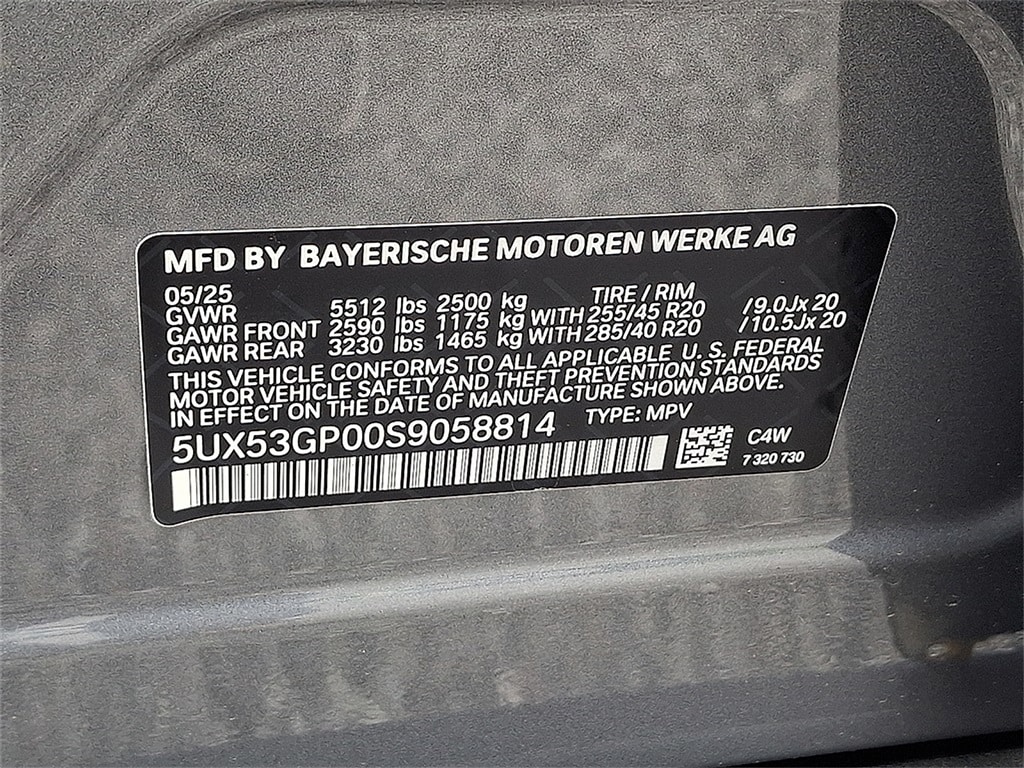 MFD BY BAYERISCHE MOTOREN WERKE AG
05/25 TIRE / RIM
GVWR 5512 lbs 2500 kg
GAWR FRONT 2590 lbs 1175 kg WITH 255/45 R20 /9.0Jx 20
GAWR REAR 3230 lbs 1465 kg WITH 285/40 R20 /10.5Jx 20
THIS VEHICLE CONFORMS TO ALL APPLICABLE U. S. FEDERAL
MOTOR VEHICLE SAFETY AND THEFT PREVENTION STANDARDS
IN EFFECT ON THE DATE OF MANUFACTURE SHOWN ABOVE.
5UX53GP00S9058814 TYPE: MPV
C4W
7 320 730